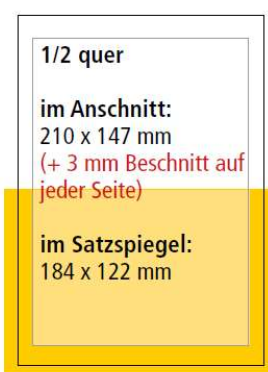 1/2 quer
im Anschnitt:
210 x 147 mm
(+ 3 mm Beschnitt auf
jeder Seite)
im Satzspiegel:
184 x 122 mm